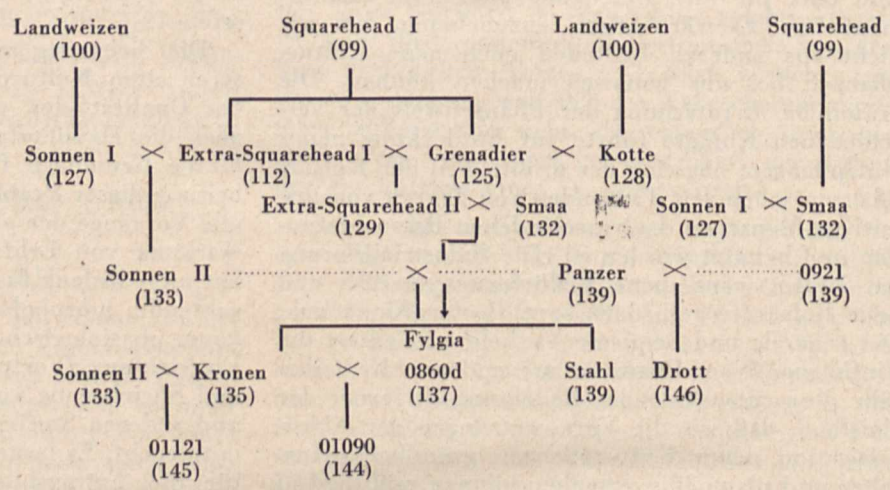 Landweizen Squarehead I Landweizen Squarehead
(100) (99) (100) (99)
Sonnen I × Extra-Squarehead I × Grenadier × Kotte
(127) (112) (125) (128)
Extra-Squarehead II × Smaa Sonnen I × Smaa
(129) (132) (127) (132)
Sonnen II × Panzer × 0921
(133) (139) (139)
Fylgia
Sonnen II × Kronen × 0860d Stahl Drott
(133) (135) (137) (139) (146)
01121 01090
(145) (144)